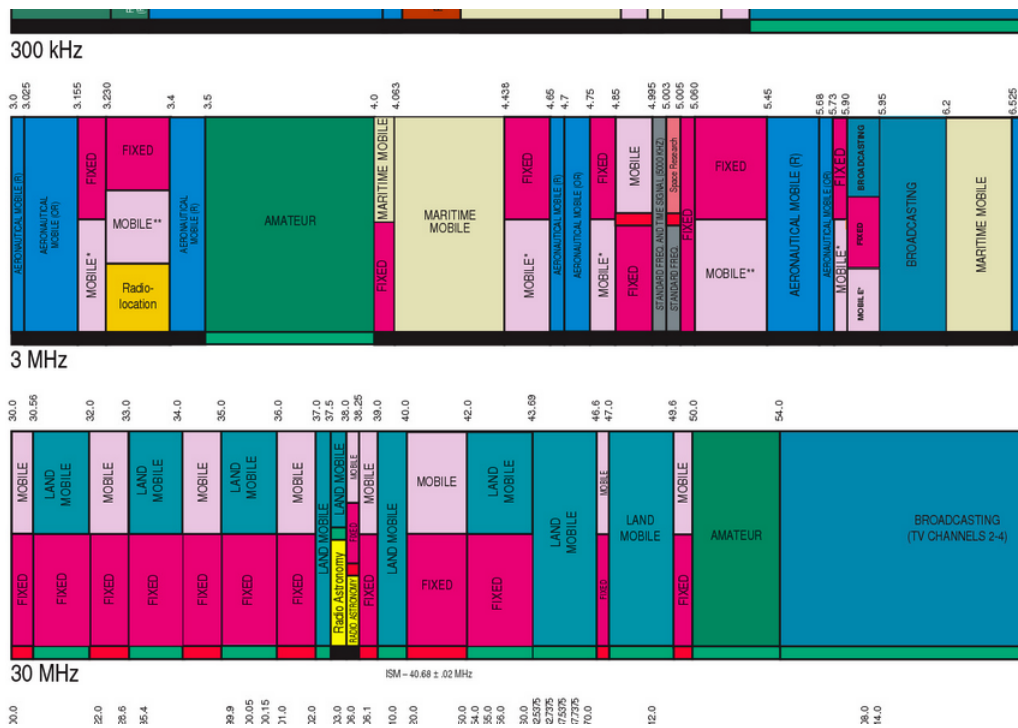 300 kHz
3.0
3.025
3.155
3.230
3.4
3.5
4.0
4.063
4.438
4.65
4.7
4.75
4.85
4.995
5.003
5.005
5.060
5.45
5.68
5.73
5.90
5.95
6.2
6.525
AERONAUTICAL MOBILE (R)
AERONAUTICAL
MOBILE (OR)
FIXED
MOBILE*
FIXED
MOBILE**
Radio-
location
AERONAUTICAL
MOBILE (R)
AMATEUR
MARITIME MOBILE
FIXED
MARITIME
MOBILE
FIXED
MOBILE*
AERONAUTICAL MOBILE (R)
AERONAUTICAL MOBILE (OR)
FIXED
MOBILE*
MOBILE
FIXED
STANDARD FREQ. AND TIME SIGNAL (5000 KHZ)
Space Research
STANDARD FREQ.
FIXED
FIXED
MOBILE**
AERONAUTICAL MOBILE (R)
AERONAUTICAL MOBILE (OR)
FIXED
MOBILE*
BROADCASTING
FIXED
MOBILE*
BROADCASTING
MARITIME MOBILE
3 MHz
30.0
30.56
32.0
33.0
34.0
35.0
36.0
37.0
37.5
38.0
38.25
39.0
40.0
42.0
43.69
46.6
47.0
49.6
50.0
54.0
MOBILE
FIXED
LAND
MOBILE
FIXED
MOBILE
FIXED
LAND
MOBILE
FIXED
MOBILE
FIXED
LAND
MOBILE
FIXED
MOBILE
FIXED
LAND MOBILE
LAND MOBILE
Radio Astronomy
MOBILE
FIXED
RADIO ASTRONOMY
MOBILE
FIXED
LAND MOBILE
MOBILE
FIXED
LAND
MOBILE
FIXED
LAND
MOBILE
MOBILE
FIXED
LAND
MOBILE
MOBILE
FIXED
AMATEUR
BROADCASTING
(TV CHANNELS 2-4)
30 MHz
ISM – 40.68 ± .02 MHz